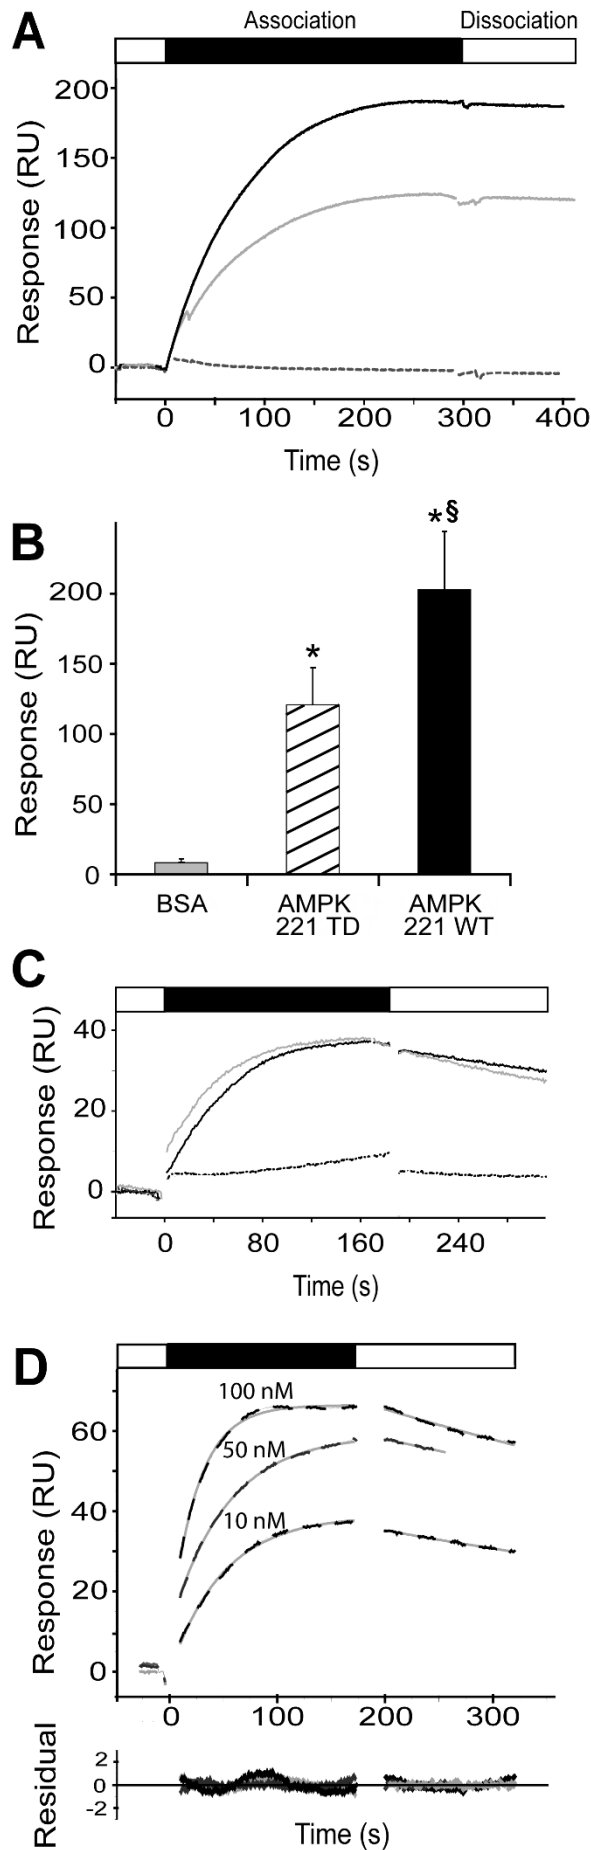 A
Association Dissociation
200
150
100
50
0
Response (RU)
0 100 200 300 400
Time (s)
B
*§
*
200
150
100
50
0
Response (RU)
BSA AMPK AMPK
221 TD 221 WT
C
40
20
0
Response (RU)
0 80 160 240
Time (s)
D
100 nM
50 nM
10 nM
60
40
20
0
Response (RU)
0 100 200 300
Residual
2
0
-2
Time (s)